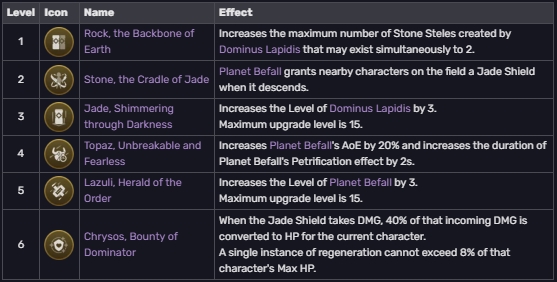 Level Icon Name Effect
1
Rock, the Backbone of
Earth
Increases the maximum number of Stone Steles created by
Dominus Lapidis that may exist simultaneously to 2.
2
Stone, the Cradle of Jade
Planet Befall grants nearby characters on the field a Jade Shield
when it descends.
3
Jade, Shimmering
through Darkness
Increases the Level of Dominus Lapidis by 3.
Maximum upgrade level is 15.
4
Topaz, Unbreakable and
Fearless
Increases Planet Befall's AoE by 20% and increases the duration of
Planet Befall's Petrification effect by 2s.
5
Lazuli, Herald of the
Order
Increases the Level of Planet Befall by 3.
Maximum upgrade level is 15.
6
Chrysos, Bounty of
Dominator
When the Jade Shield takes DMG, 40% of that incoming DMG is
converted to HP for the current character.
A single instance of regeneration cannot exceed 8% of that
character's Max HP.